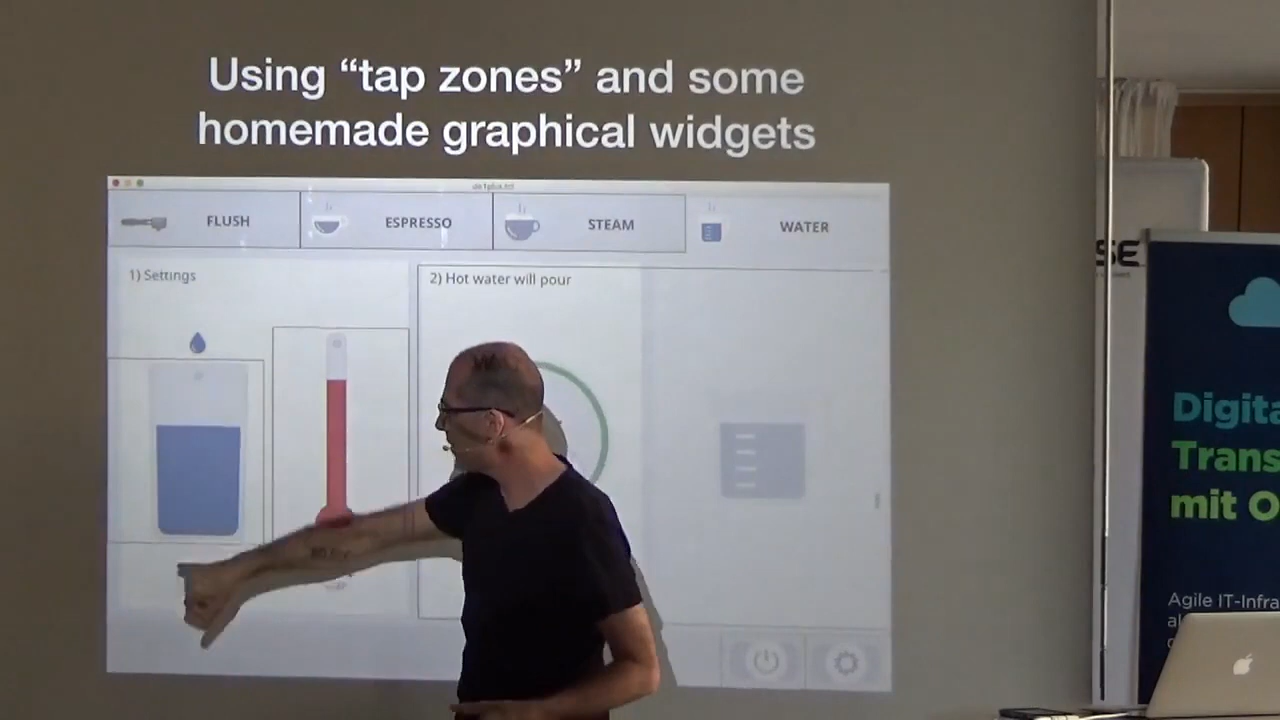 Using “tap zones” and some
homemade graphical widgets
FLUSH
ESPRESSO
STEAM
WATER
1) Settings
2) Hot water will pour
SE
Digita
Trans
mit O
Agile IT-Infra